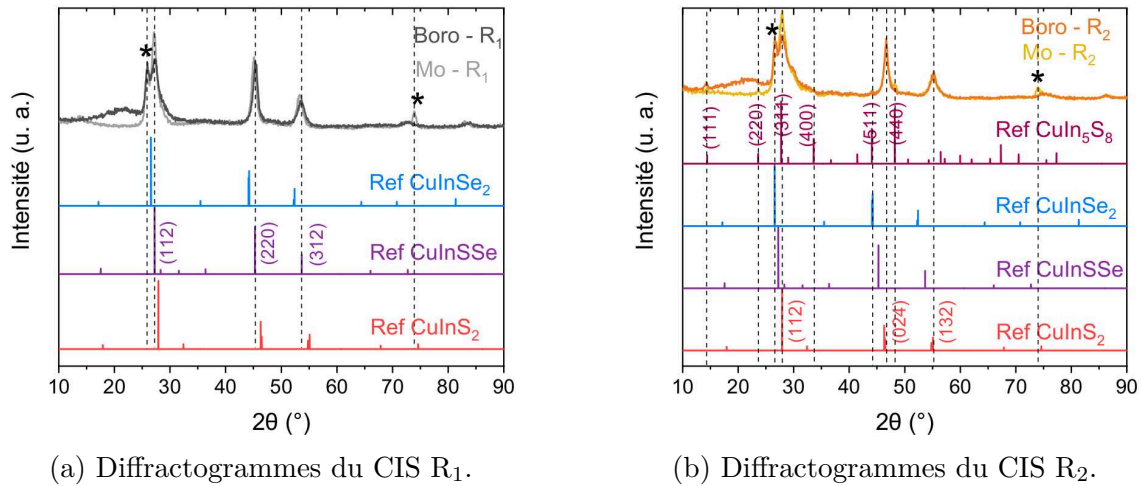 Boro - R₁
Mo - R₁
*
*
Ref CuInSe₂
Ref CuInSSe
(112)
(220)
(312)
Ref CuInS₂
Intensité (u. a.)
10 20 30 40 50 60 70 80 90
2θ (°)
(a) Diffractogrammes du CIS R₁.
Boro - R₂
Mo - R₂
*
*
(111)
(220)
(311)
(400)
(511)
(440)
Ref CuIn₅S₈
Ref CuInSe₂
Ref CuInSSe
(112)
(024)
(132)
Ref CuInS₂
Intensité (u. a.)
10 20 30 40 50 60 70 80 90
2θ (°)
(b) Diffractogrammes du CIS R₂.